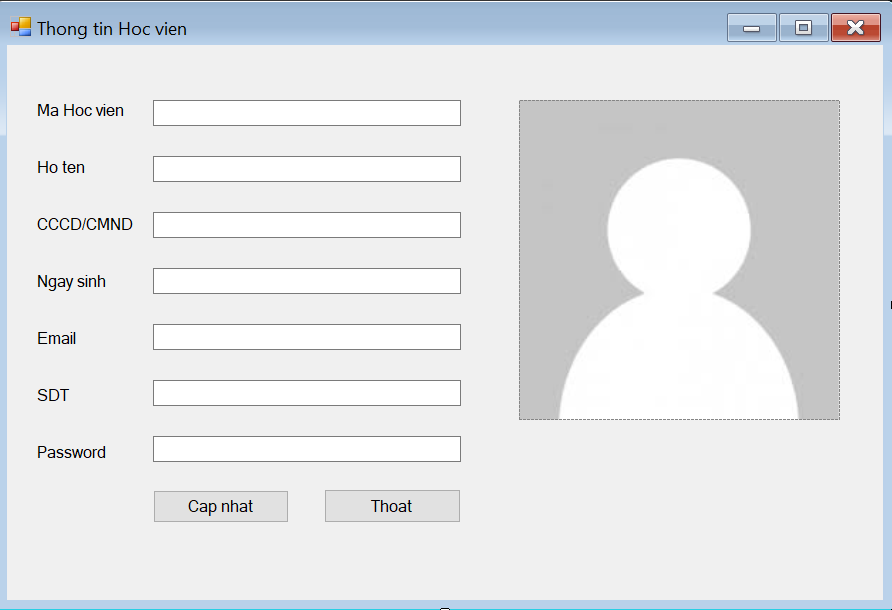 Thong tin Hoc vien
Ma Hoc vien
Ho ten
CCCD/CMND
Ngay sinh
Email
SDT
Password
Cap nhat
Thoat